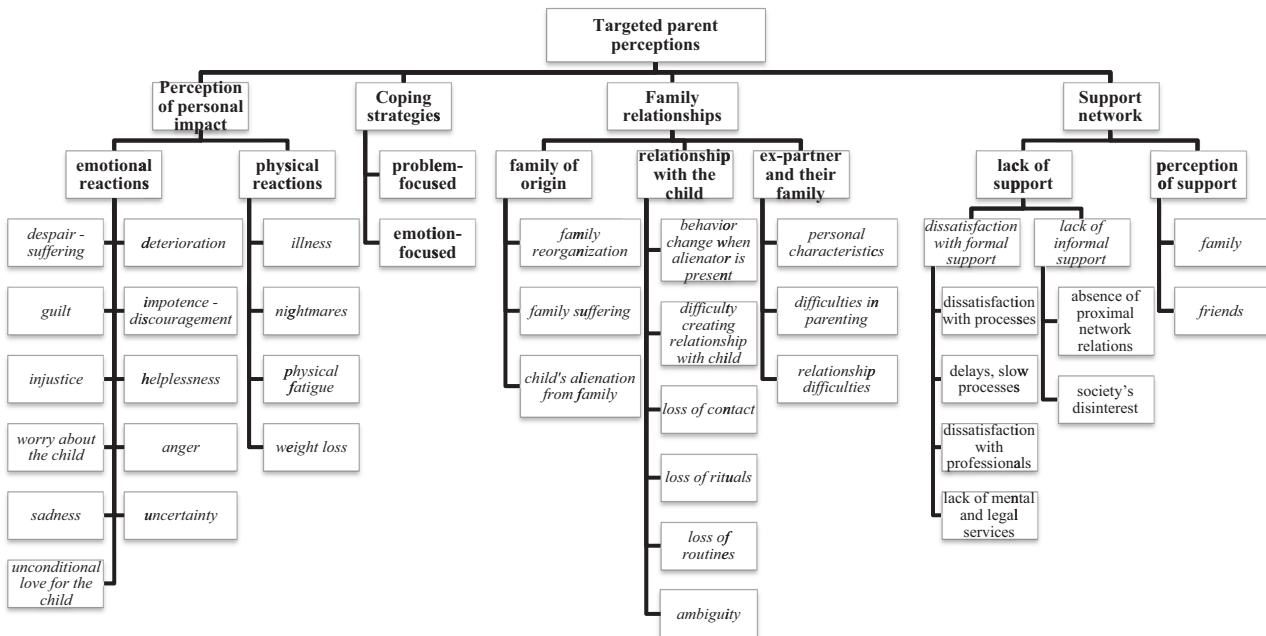 Targeted parent
perceptions
Perception
of personal
impact
Coping
strategies
Family
relationships
Support
network
emotional
reactions
physical
reactions
problem-
focused
emotion-
focused
family of
origin
relationship
with the
child
ex-partner
and their
family
lack of
support
perception
of support
despair -
suffering
guilt
injustice
worry about
the child
sadness
unconditional
love for the
child
deterioration
impotence -
discouragement
helplessness
anger
uncertainty
illness
nightmares
physical
fatigue
weight loss
family
reorganization
family suffering
child's alienation
from family
behavior
change when
alienator is
present
difficulty
creating
relationship
with child
loss of contact
loss of rituals
loss of
routines
ambiguity
personal
characteristics
difficulties in
parenting
relationship
difficulties
dissatisfaction
with formal
support
dissatisfaction
with processes
delays, slow
processes
dissatisfaction
with
professionals
lack of mental
and legal
services
lack of
informal
support
absence of
proximal
network
relations
society's
disinterest
family
friends